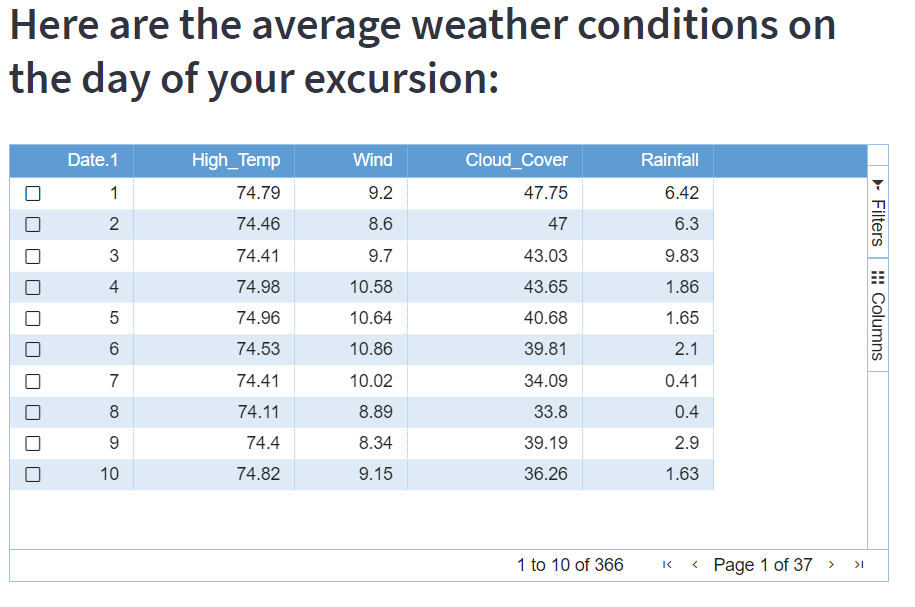 Here are the average weather conditions on
the day of your excursion:
Date.1 High_Temp Wind Cloud_Cover Rainfall
1 74.79 9.2 47.75 6.42
2 74.46 8.6 47 6.3
3 74.41 9.7 43.03 9.83
4 74.98 10.58 43.65 1.86
5 74.96 10.64 40.68 1.65
6 74.53 10.86 39.81 2.1
7 74.41 10.02 34.09 0.41
8 74.11 8.89 33.8 0.4
9 74.4 8.34 39.19 2.9
10 74.82 9.15 36.26 1.63
Filters
Columns
1 to 10 of 366 Page 1 of 37